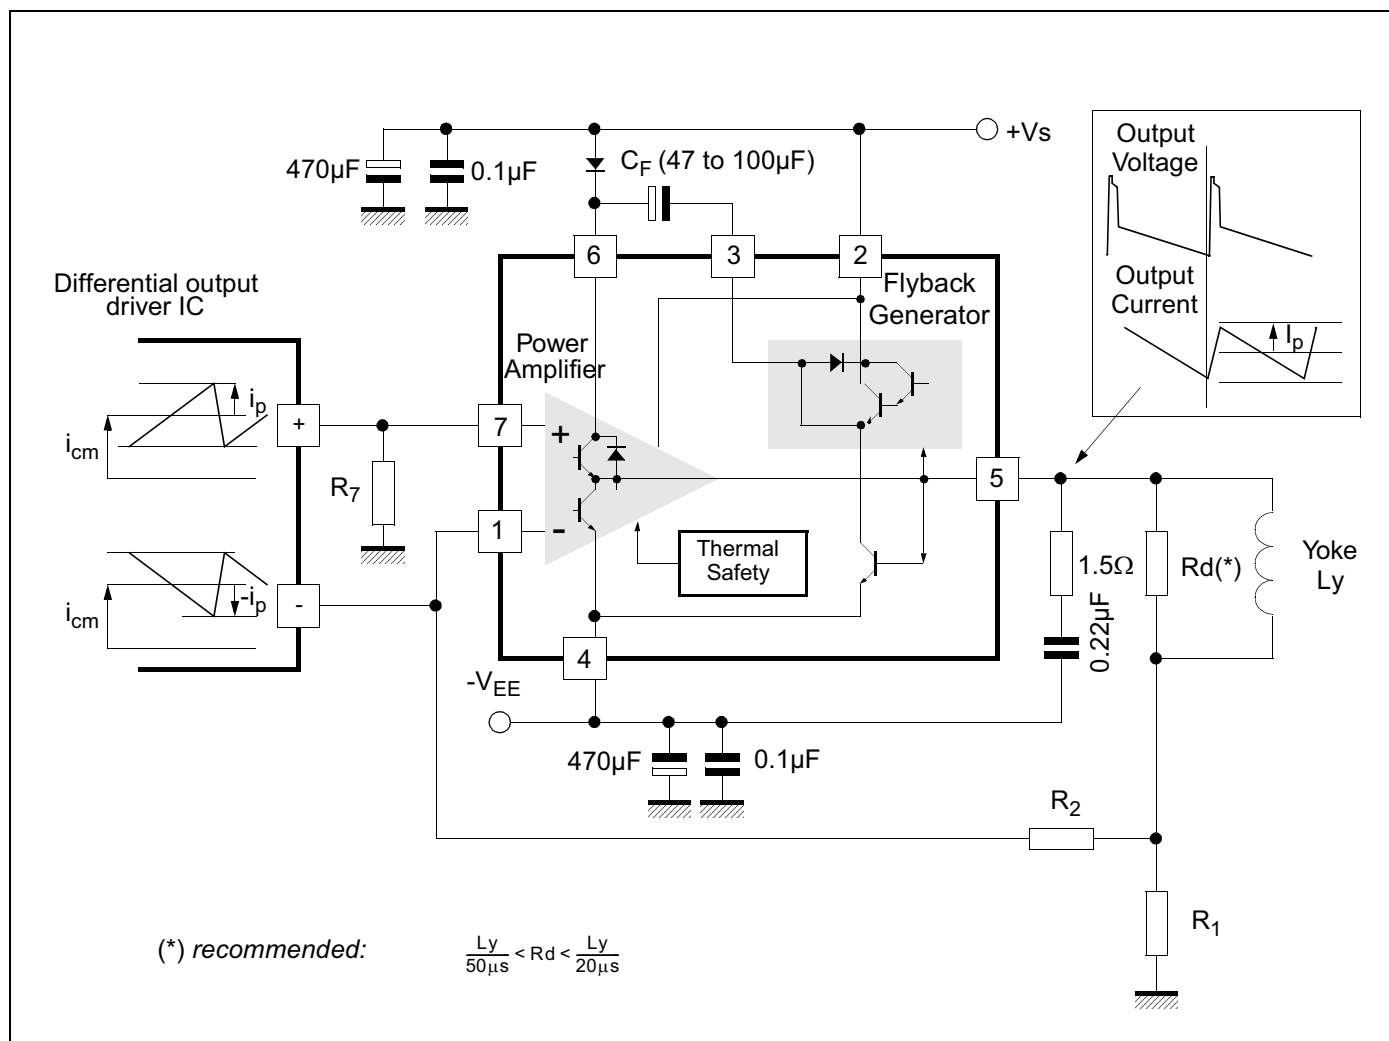 +Vs
Output
Voltage
470µF
0.1µF
C_F (47 to 100µF)
6
3
2
Output
Current
Differential output
driver IC
Flyback
Generator
I_p
Power
Amplifier
i_p
+
7
+
i_cm
R_7
5
1
-
Thermal
Safety
1.5Ω
Rd(*)
Yoke
Ly
-i_p
-
i_cm
0.22µF
4
-V_EE
470µF
0.1µF
R_2
R_1
(*) recommended: Ly/50µs < Rd < Ly/20µs